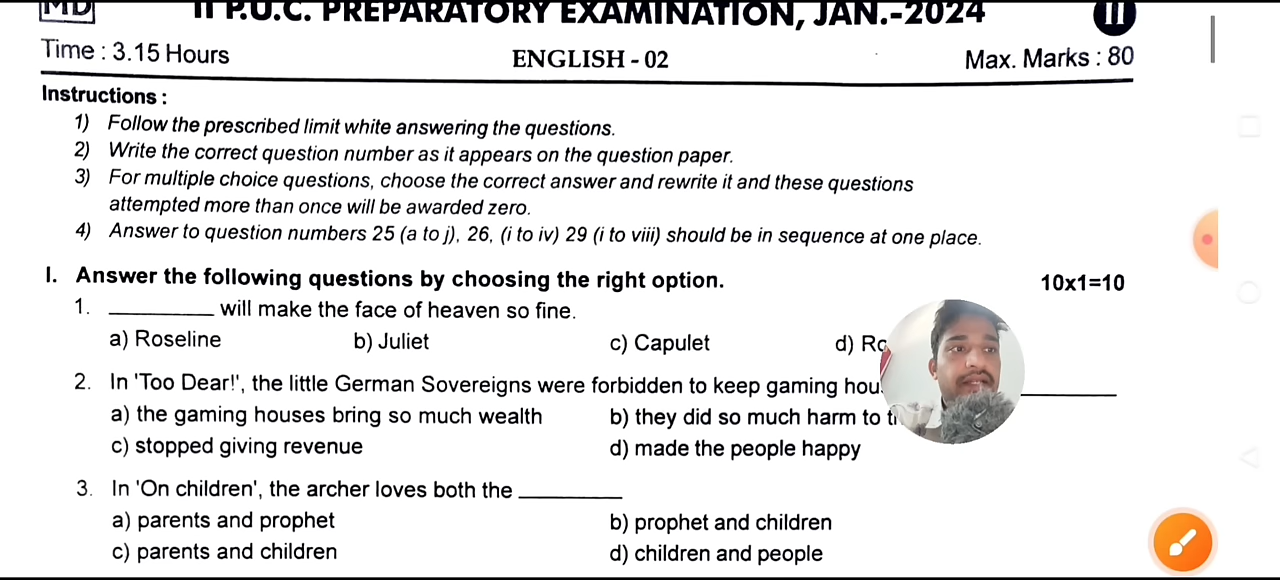 MD II P.U.C. PREPARATORY EXAMINATION, JAN.-2024 II
Time : 3.15 Hours ENGLISH - 02 Max. Marks : 80
Instructions :
1) Follow the prescribed limit white answering the questions.
2) Write the correct question number as it appears on the question paper.
3) For multiple choice questions, choose the correct answer and rewrite it and these questions
attempted more than once will be awarded zero.
4) Answer to question numbers 25 (a to j), 26, (i to iv) 29 (i to viii) should be in sequence at one place.
I. Answer the following questions by choosing the right option. 10x1=10
1. _________ will make the face of heaven so fine.
a) Roseline b) Juliet c) Capulet d)
2. In 'Too Dear!', the little German Sovereigns were forbidden to keep gaming _________
a) the gaming houses bring so much wealth b) they did so much harm to
c) stopped giving revenue d) made the people happy
3. In 'On children', the archer loves both the _________
a) parents and prophet b) prophet and children
c) parents and children d) children and people